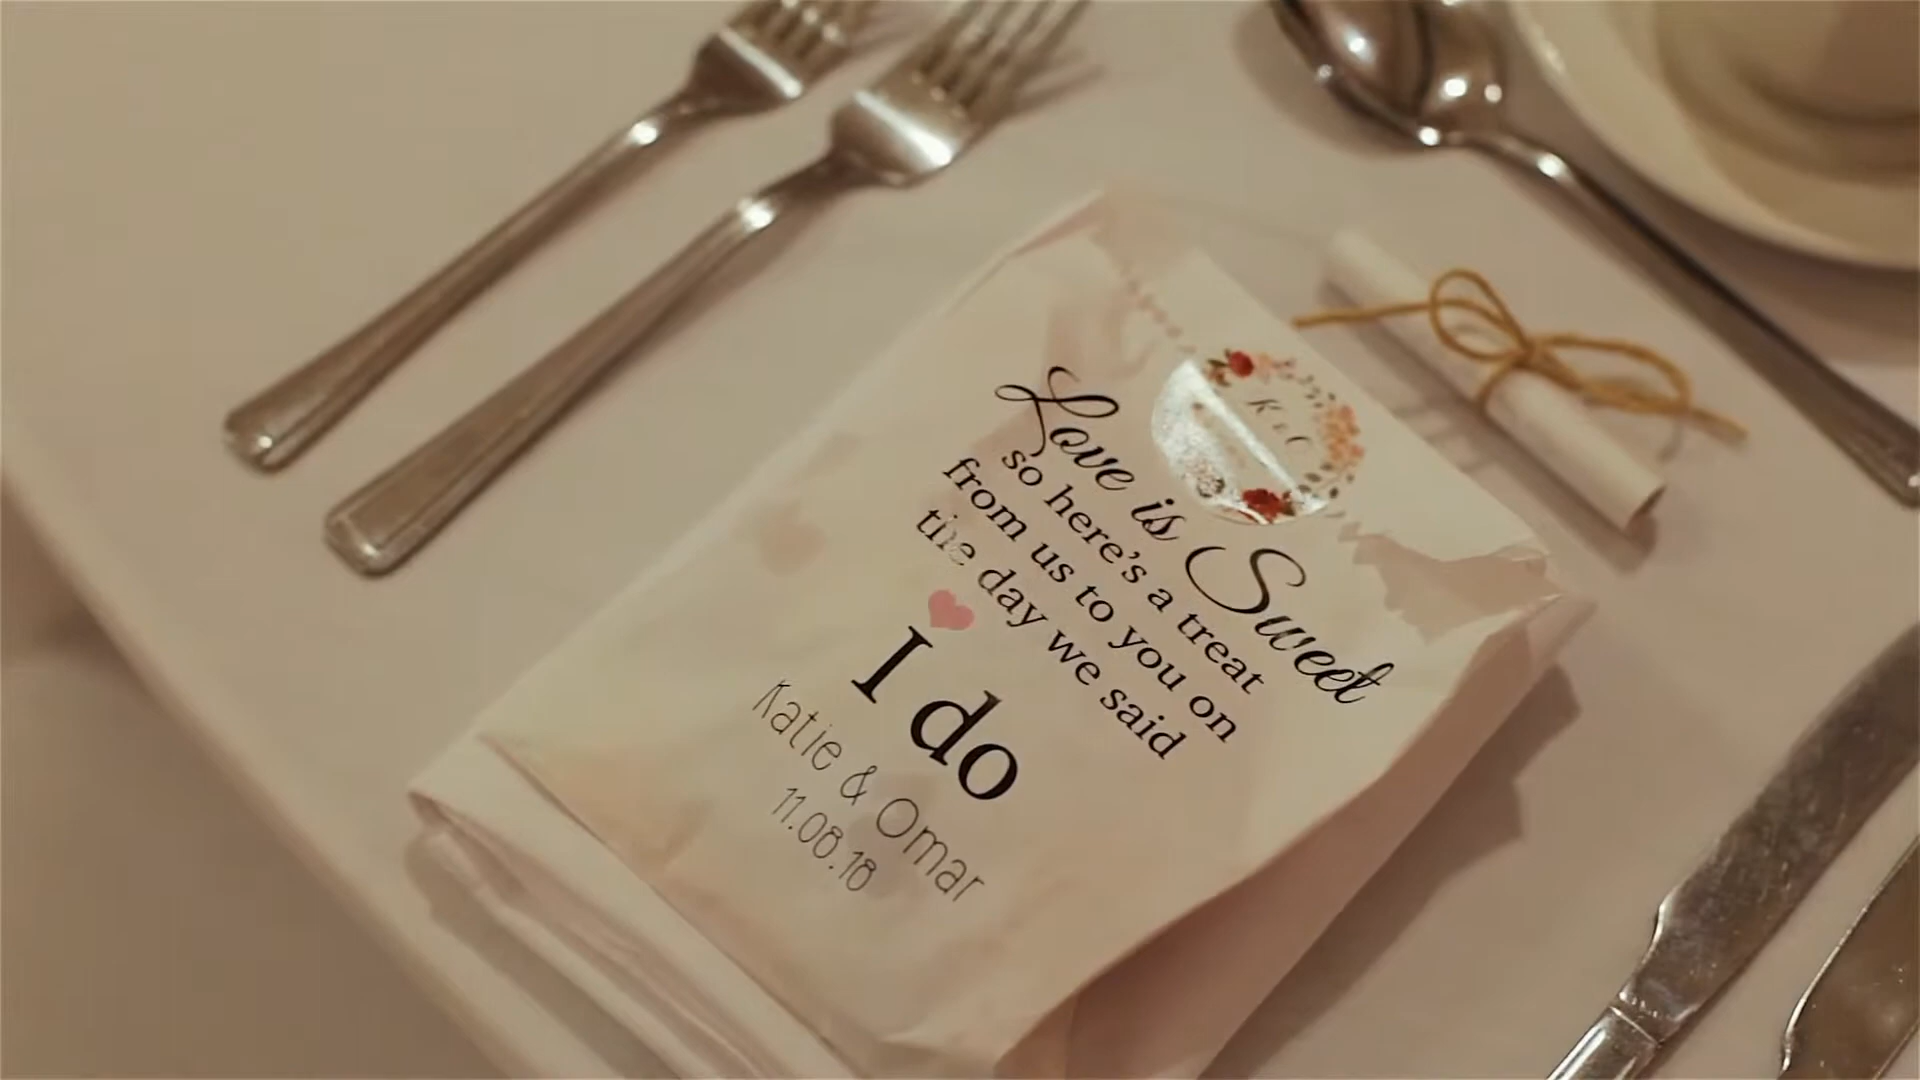 Love is Sweet
so here's a treat
from us to you on
the day we said
I do
Katie & Omar
11.08.18